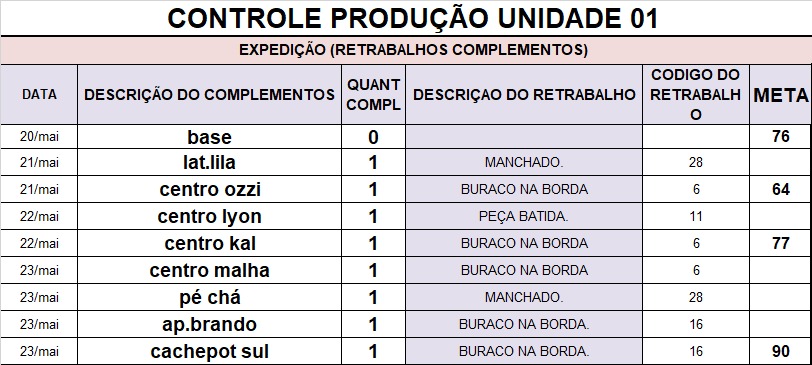 CONTROLE PRODUÇÃO UNIDADE 01
EXPEDIÇÃO (RETRABALHOS COMPLEMENTOS)
DATA DESCRIÇÃO DO COMPLEMENTOS QUANT COMPL DESCRIÇAO DO RETRABALHO CODIGO DO RETRABALHO META
20/mai base 0 76
21/mai lat.lila 1 MANCHADO. 28
21/mai centro ozzi 1 BURACO NA BORDA 6 64
22/mai centro lyon 1 PEÇA BATIDA. 11
22/mai centro kal 1 BURACO NA BORDA 6 77
23/mai centro malha 1 BURACO NA BORDA 6
23/mai pé chá 1 MANCHADO. 28
23/mai ap.brando 1 BURACO NA BORDA. 16
23/mai cachepot sul 1 BURACO NA BORDA. 16 90